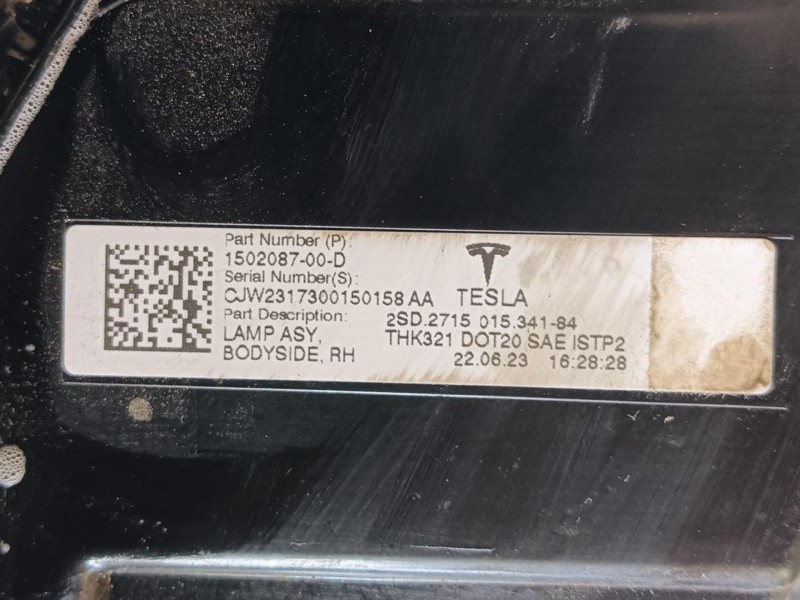 Part Number (P):
1502087-00-D
Serial Number(S):
CJW2317300150158 AA
TESLA
Part Description:
2SD.2715 015.341-84
LAMP ASY,
THK321 DOT20 SAE ISTP2
BODYSIDE, RH
22.06.23 16:28:28